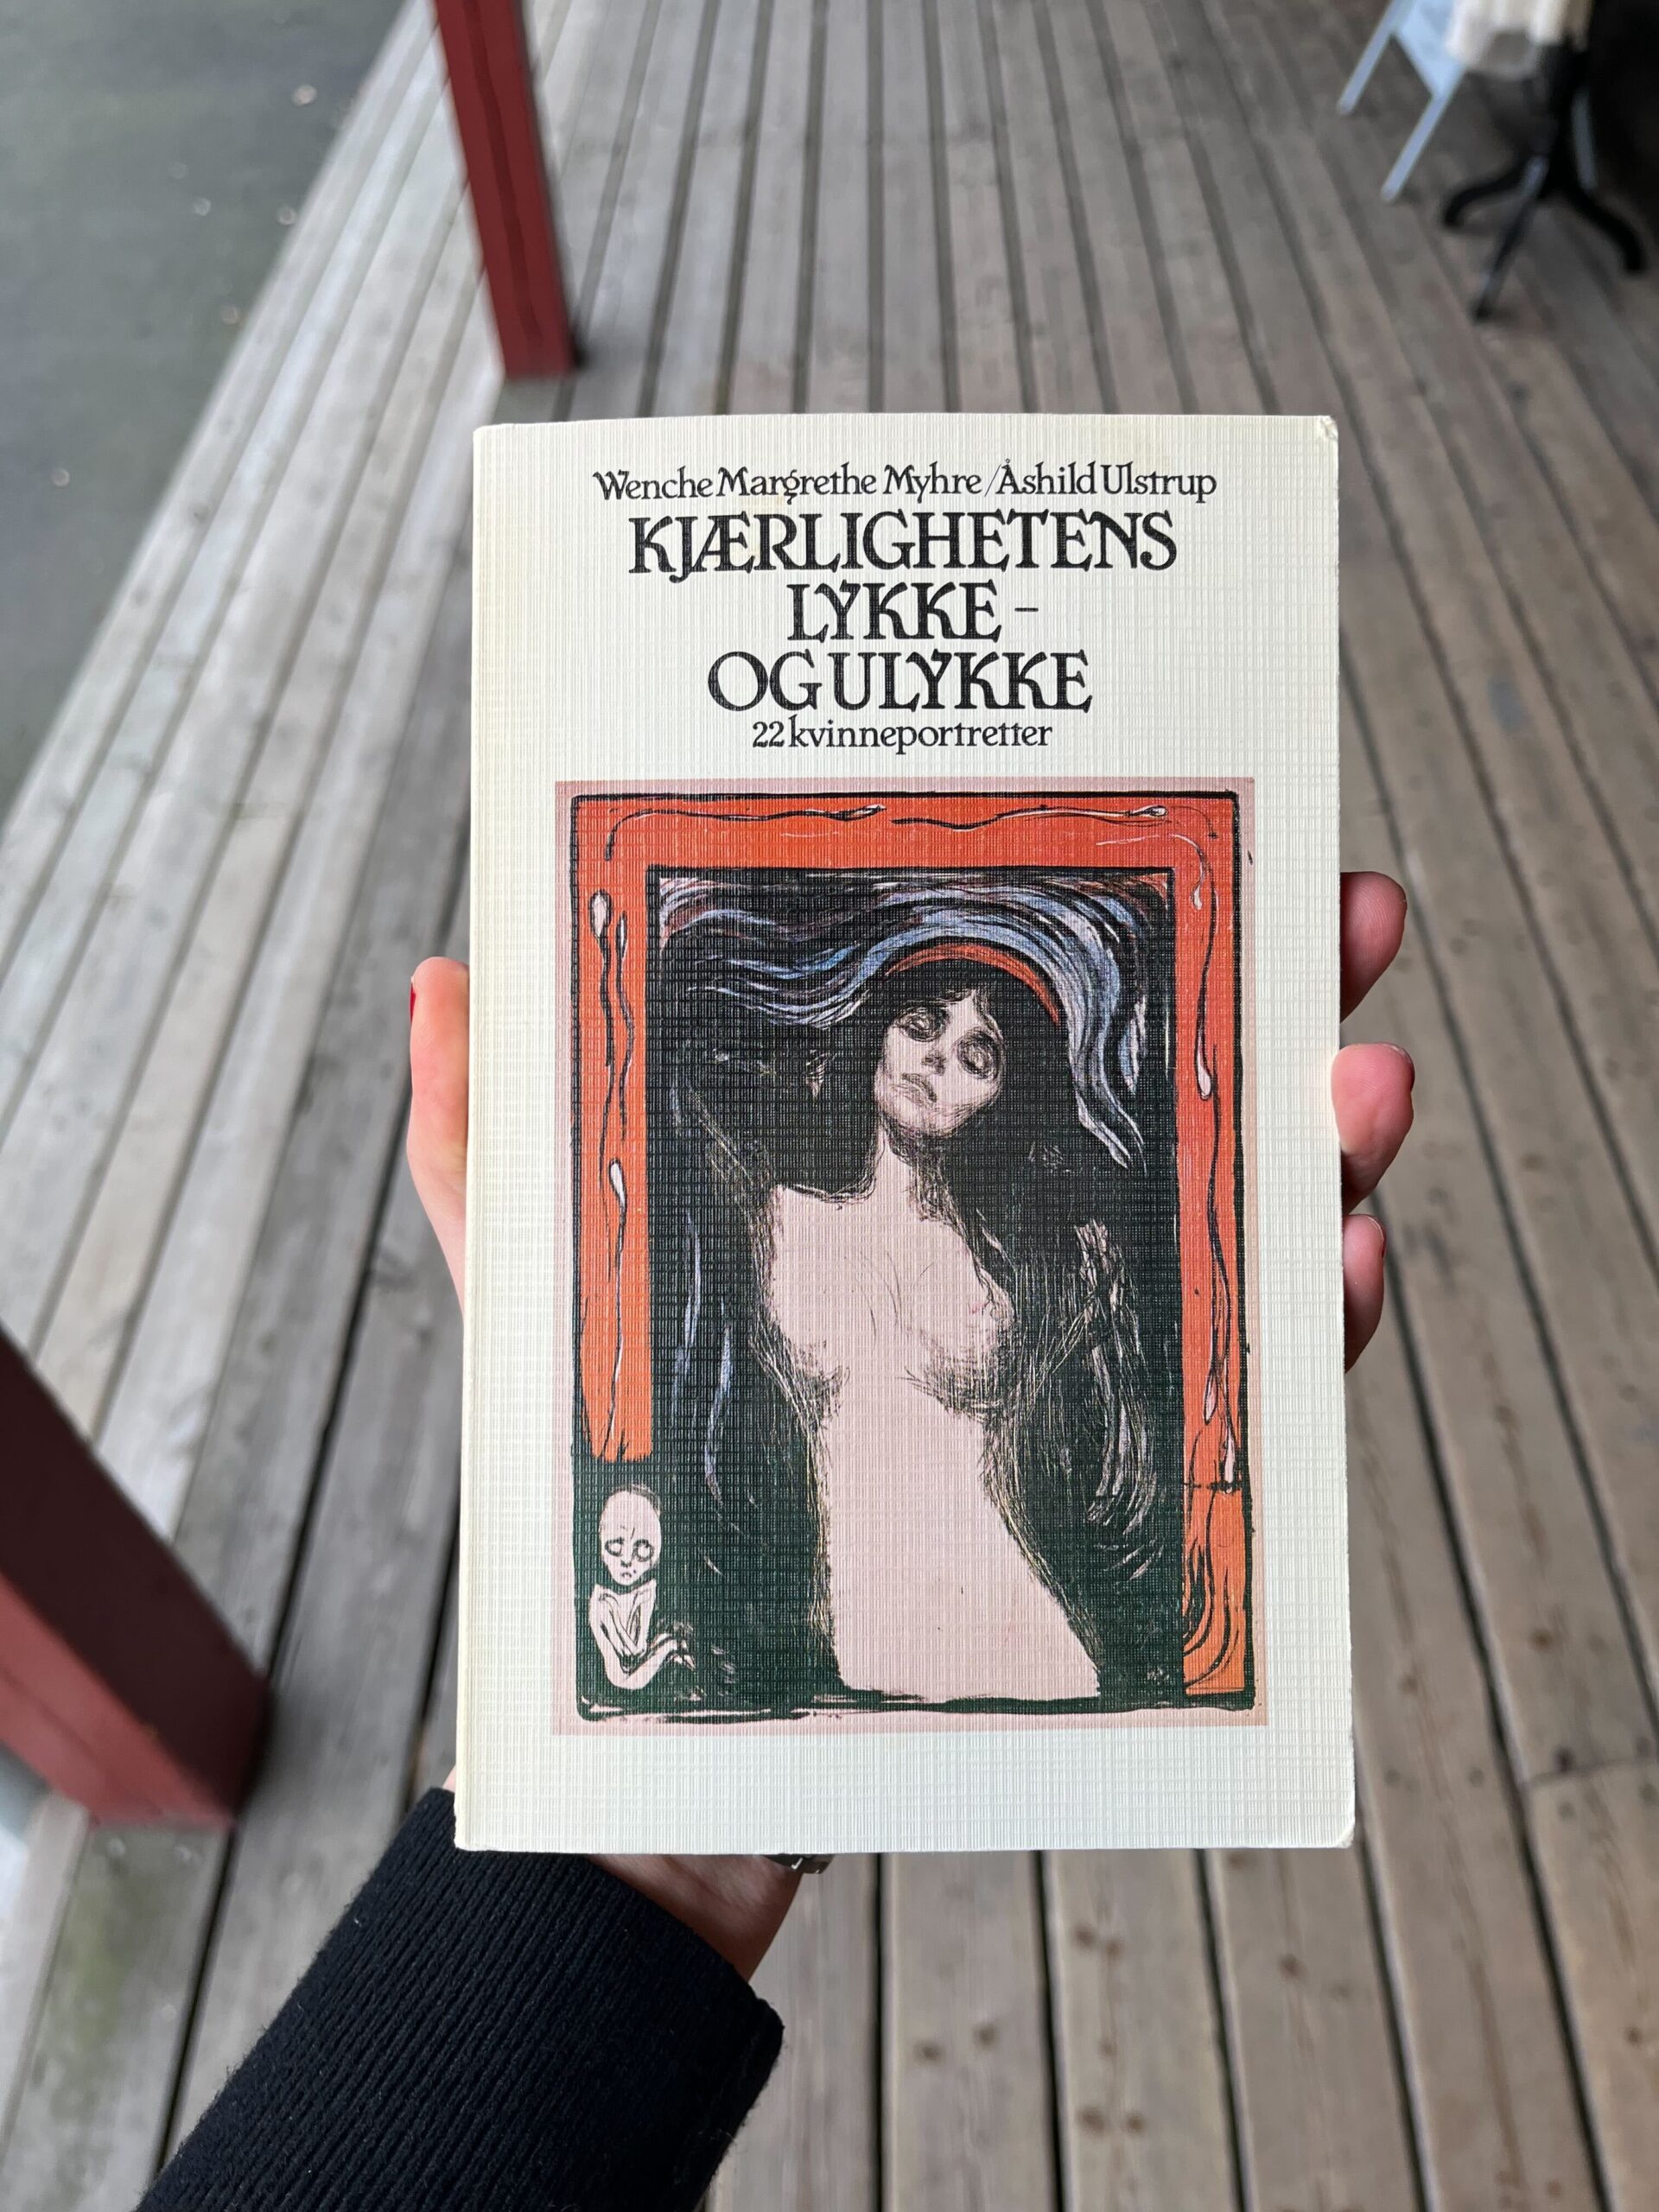 Wenche Margrethe Myhre/Åshild Ulstrup
KJÆRLIGHETENS
LYKKE –
OG ULYKKE
22 kvinneportretter